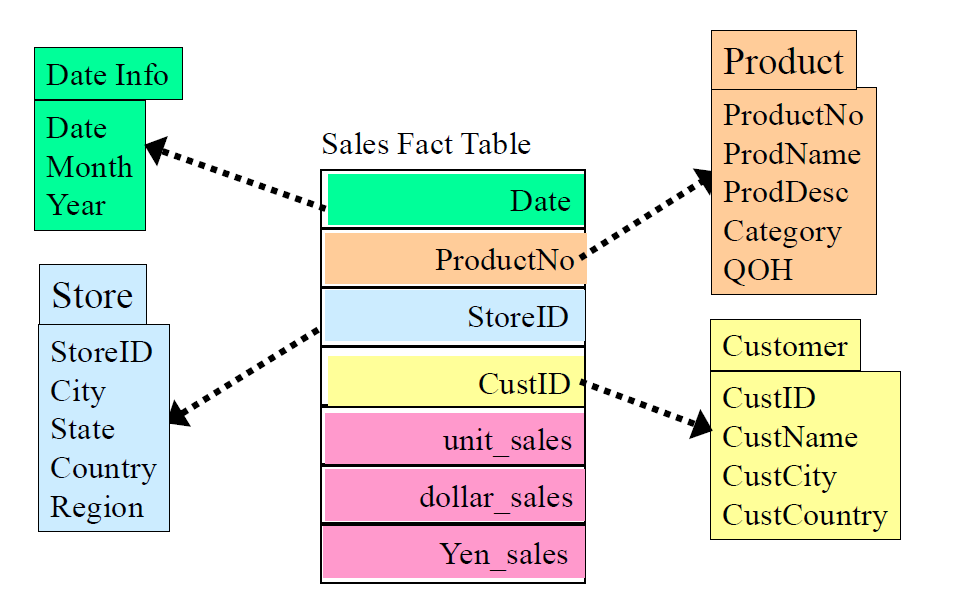 Date Info
Date
Month
Year
Store
StoreID
City
State
Country
Region
Sales Fact Table
Date
ProductNo
StoreID
CustID
unit_sales
dollar_sales
Yen_sales
Product
ProductNo
ProdName
ProdDesc
Category
QOH
Customer
CustID
CustName
CustCity
CustCountry